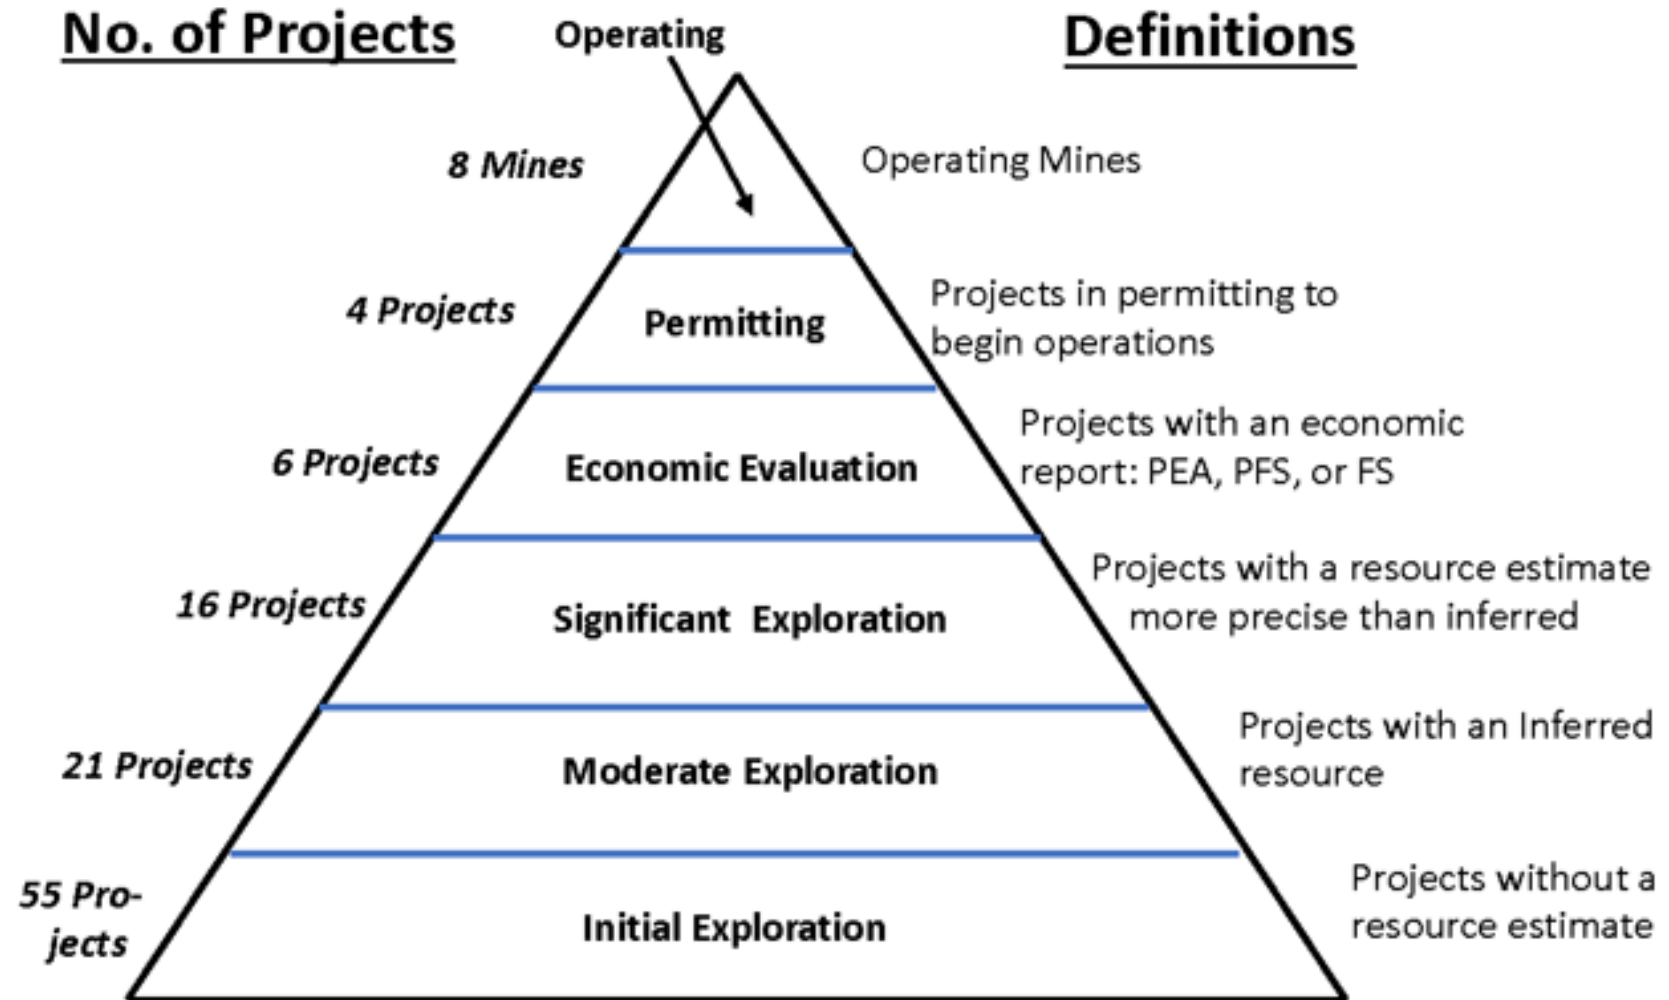 No. of Projects
Operating
Definitions
8 Mines
Operating Mines
4 Projects
Permitting
Projects in permitting to
begin operations
6 Projects
Economic Evaluation
Projects with an economic
report: PEA, PFS, or FS
16 Projects
Significant Exploration
Projects with a resource estimate
more precise than inferred
21 Projects
Moderate Exploration
Projects with an Inferred
resource
55 Pro-
jects
Initial Exploration
Projects without a
resource estimate